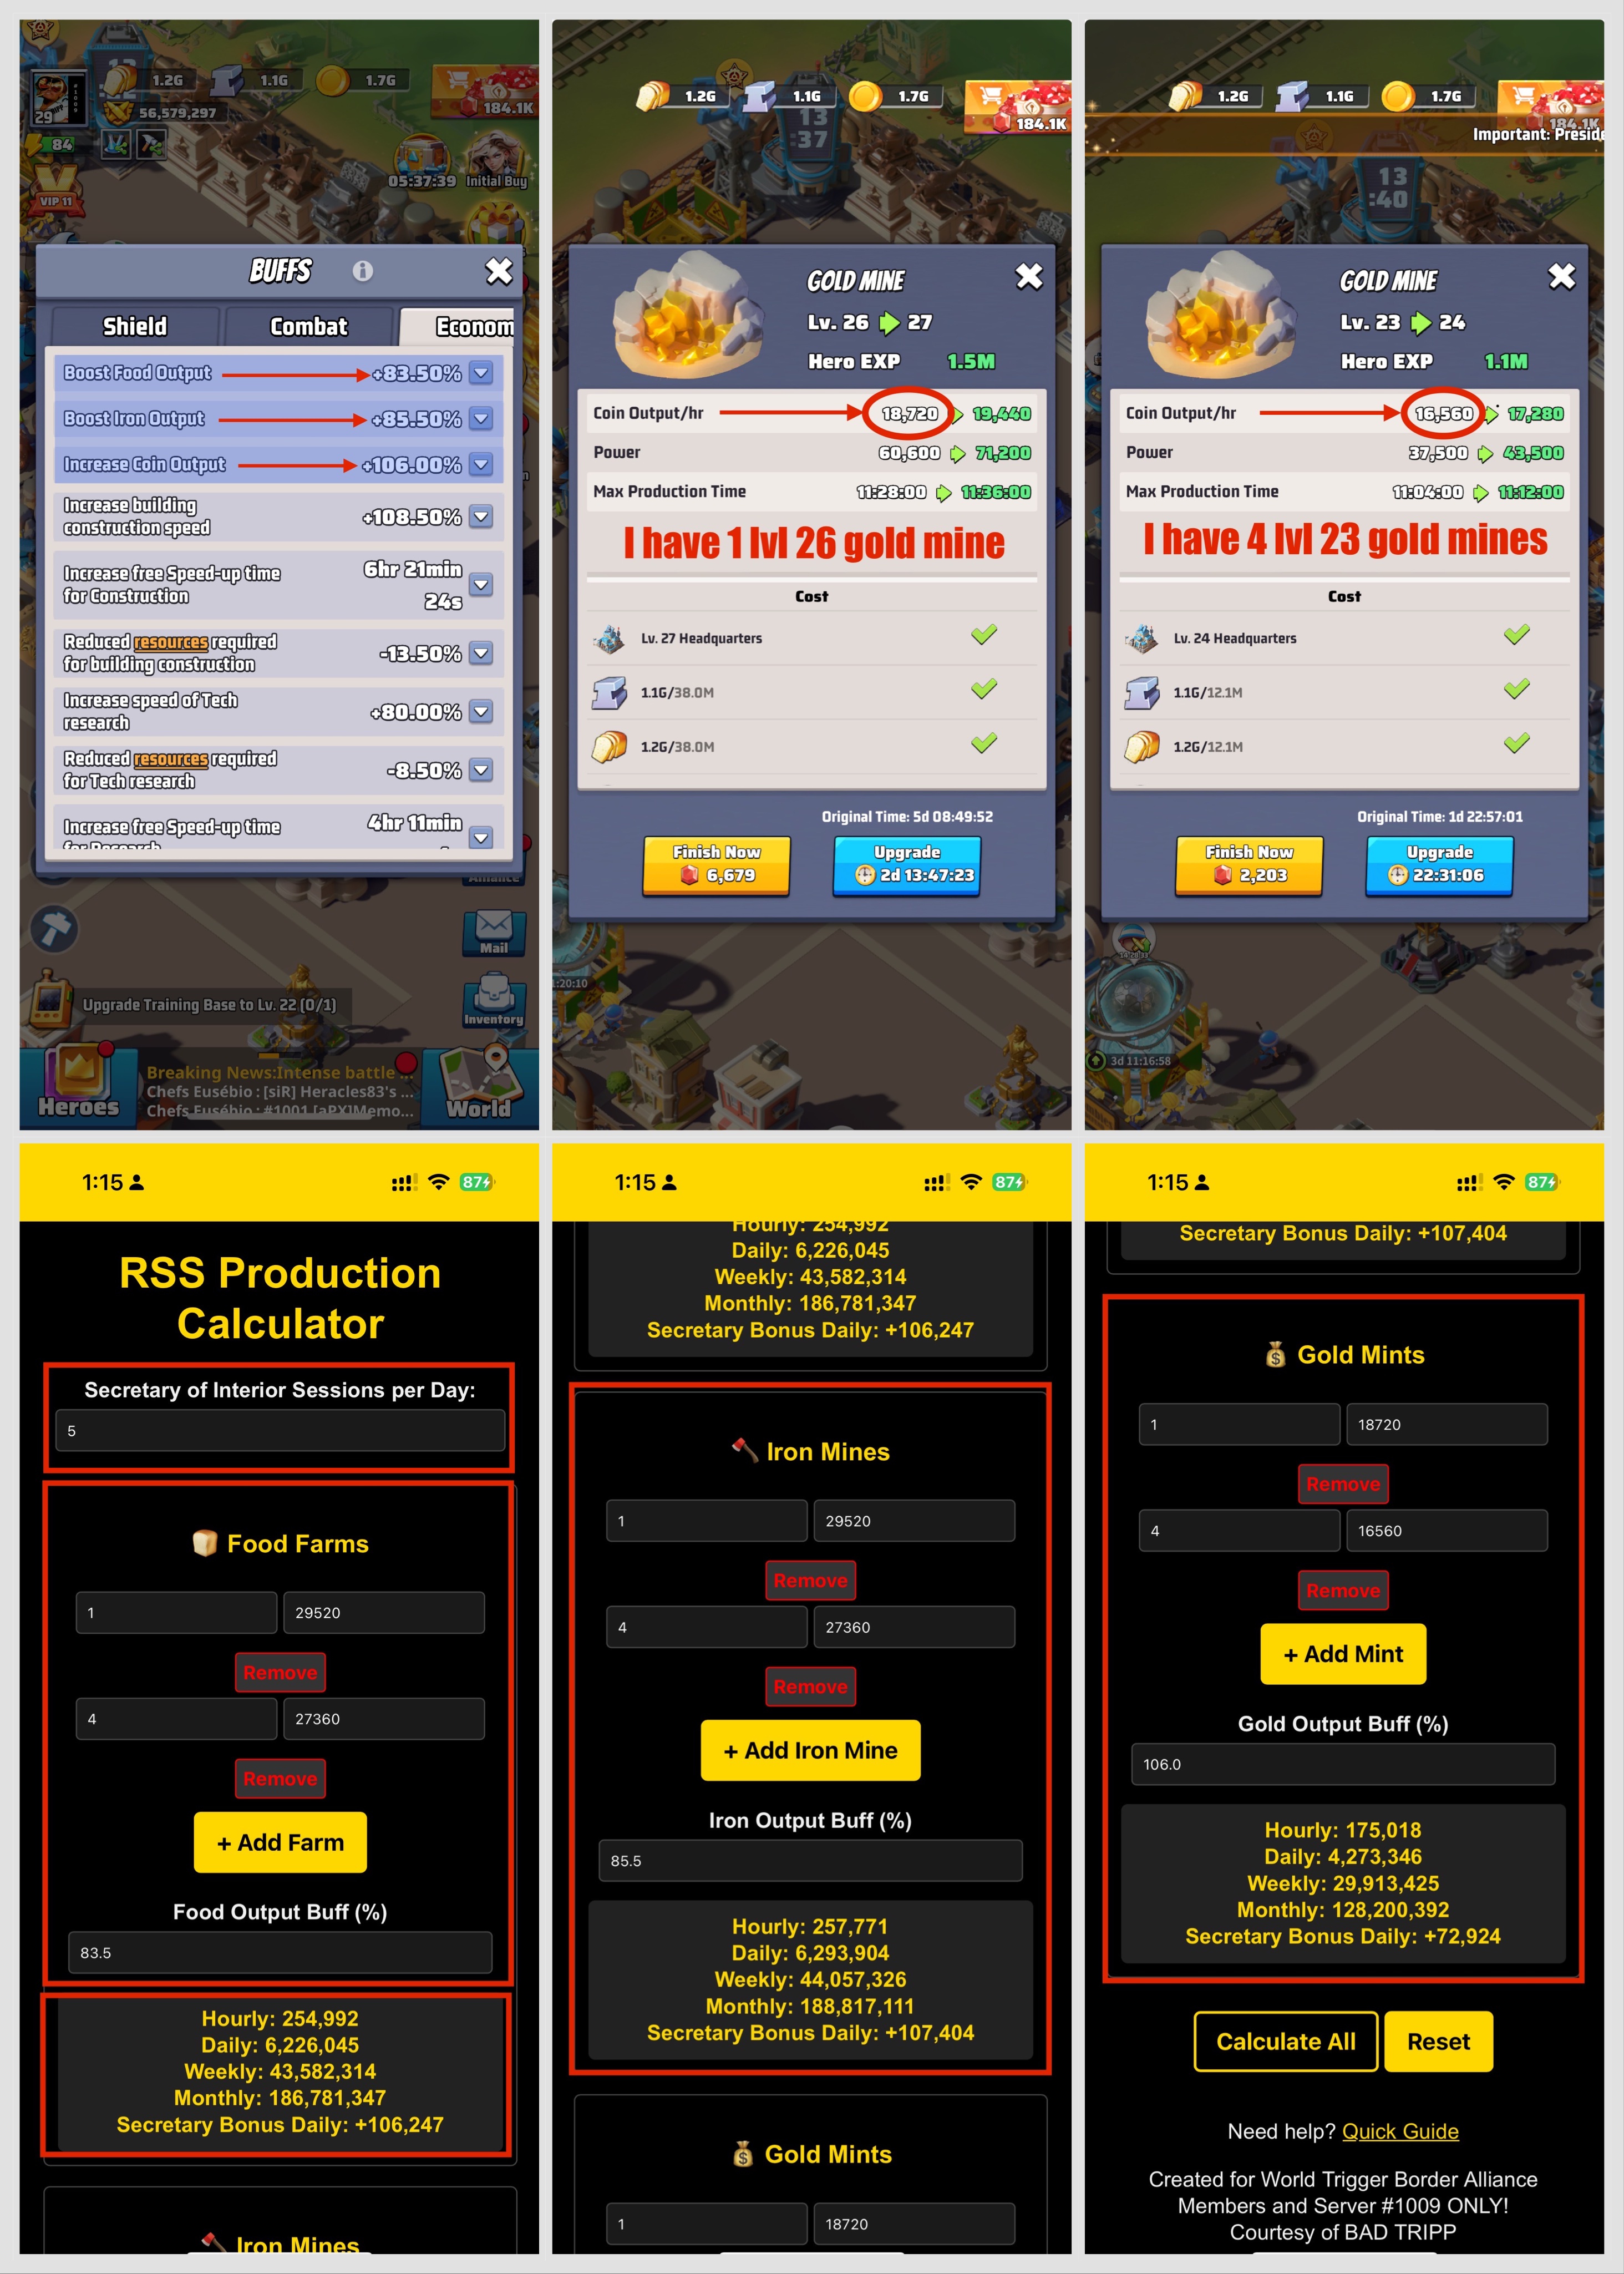 1.2G
1.1G
1.7G
184.1K
29
56,579,297
84
VIP 11
05:37:39
Initial Buy
BUFFS
Shield
Combat
Econom
Boost Food Output
+83.50%
Boost Iron Output
+85.50%
Increase Coin Output
+106.00%
Increase building
construction speed
+108.50%
Increase free Speed-up time
for Construction
6hr 21min
24s
Reduced resources required
for building construction
-13.50%
Increase speed of Tech
research
+80.00%
Reduced resources required
for Tech research
-8.50%
Increase free Speed-up time
for Research
4hr 11min
Alliance
Mail
Upgrade Training Base to Lv. 22 (0/1)
Inventory
Heroes
Breaking News:Intense battle ...
Chefs Eusébio : [siR] Heracles83's ...
Chefs Eusébio : #1001 [aPX]Memo...
World
1.2G
1.1G
1.7G
184.1K
13
:37
GOLD MINE
Lv. 26 27
Hero EXP 1.5M
Coin Output/hr 18,720 19,440
Power 60,600 71,200
Max Production Time 11:28:00 11:36:00
I have 1 lvl 26 gold mine
Cost
Lv. 27 Headquarters
1.1G/38.0M
1.2G/38.0M
Original Time: 5d 08:49:52
Finish Now
6,679
Upgrade
2d 13:47:23
1:20:10
1.2G
1.1G
1.7G
184.1K
Important: Preside
13
:40
GOLD MINE
Lv. 23 24
Hero EXP 1.1M
Coin Output/hr 16,560 17,280
Power 37,500 43,500
Max Production Time 11:04:00 11:12:00
I have 4 lvl 23 gold mines
Cost
Lv. 24 Headquarters
1.1G/12.1M
1.2G/12.1M
Original Time: 1d 22:57:01
Finish Now
2,203
Upgrade
22:31:06
3d 11:16:58
1:15
87
RSS Production
Calculator
Secretary of Interior Sessions per Day:
5
Food Farms
1
29520
Remove
4
27360
Remove
+ Add Farm
Food Output Buff (%)
83.5
Hourly: 254,992
Daily: 6,226,045
Weekly: 43,582,314
Monthly: 186,781,347
Secretary Bonus Daily: +106,247
Iron Mines
1:15
87
Hourly: 254,992
Daily: 6,226,045
Weekly: 43,582,314
Monthly: 186,781,347
Secretary Bonus Daily: +106,247
Iron Mines
1
29520
Remove
4
27360
Remove
+ Add Iron Mine
Iron Output Buff (%)
85.5
Hourly: 257,771
Daily: 6,293,904
Weekly: 44,057,326
Monthly: 188,817,111
Secretary Bonus Daily: +107,404
Gold Mints
1
18720
1:15
87
Secretary Bonus Daily: +107,404
Gold Mints
1
18720
Remove
4
16560
Remove
+ Add Mint
Gold Output Buff (%)
106.0
Hourly: 175,018
Daily: 4,273,346
Weekly: 29,913,425
Monthly: 128,200,392
Secretary Bonus Daily: +72,924
Calculate All
Reset
Need help? Quick Guide
Created for World Trigger Border Alliance
Members and Server #1009 ONLY!
Courtesy of BAD TRIPP